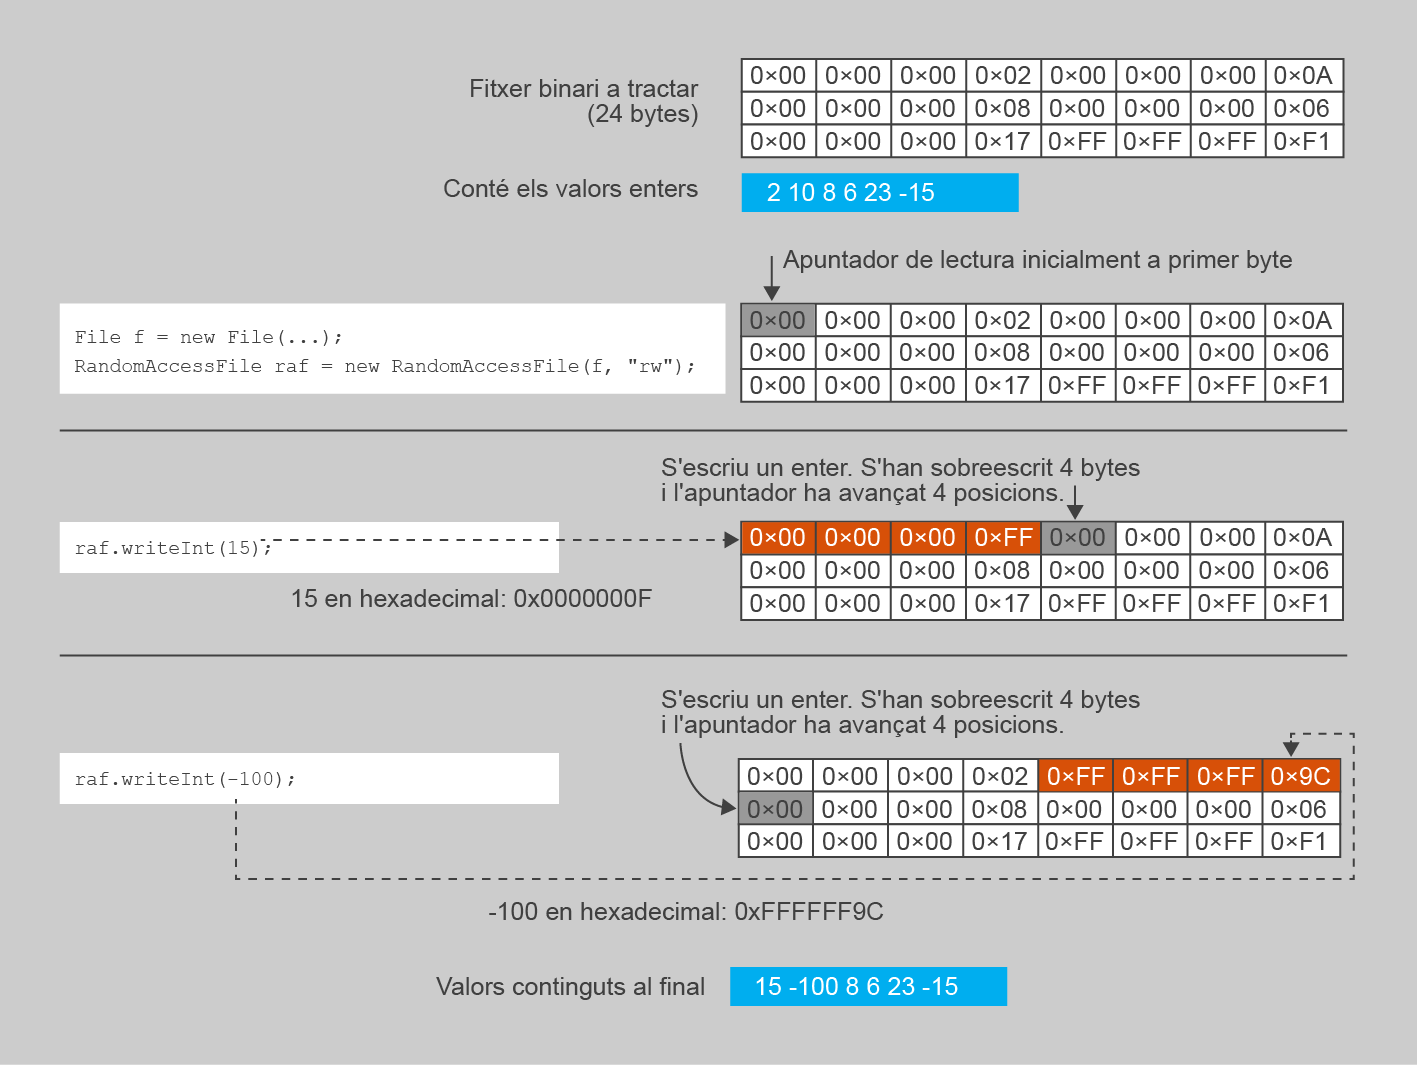 Fitxer binari a tractar
(24 bytes)
0×00 0×00 0×00 0×02 0×00 0×00 0×00 0×0A
0×00 0×00 0×00 0×08 0×00 0×00 0×00 0×06
0×00 0×00 0×00 0×17 0×FF 0×FF 0×FF 0×F1
Conté els valors enters
2 10 8 6 23 -15
Apuntador de lectura inicialment a primer byte
File f = new File(...);
RandomAccessFile raf = new RandomAccessFile(f, "rw");
0×00 0×00 0×00 0×02 0×00 0×00 0×00 0×0A
0×00 0×00 0×00 0×08 0×00 0×00 0×00 0×06
0×00 0×00 0×00 0×17 0×FF 0×FF 0×FF 0×F1
S'escriu un enter. S'han sobreescrit 4 bytes
i l'apuntador ha avançat 4 posicions.
raf.writeInt(15);
15 en hexadecimal: 0x0000000F
0×00 0×00 0×00 0×FF 0×00 0×00 0×00 0×0A
0×00 0×00 0×00 0×08 0×00 0×00 0×00 0×06
0×00 0×00 0×00 0×17 0×FF 0×FF 0×FF 0×F1
S'escriu un enter. S'han sobreescrit 4 bytes
i l'apuntador ha avançat 4 posicions.
raf.writeInt(-100);
0×00 0×00 0×00 0×02 0×FF 0×FF 0×FF 0×9C
0×00 0×00 0×00 0×08 0×00 0×00 0×00 0×06
0×00 0×00 0×00 0×17 0×FF 0×FF 0×FF 0×F1
-100 en hexadecimal: 0xFFFFFF9C
Valors continguts al final
15 -100 8 6 23 -15